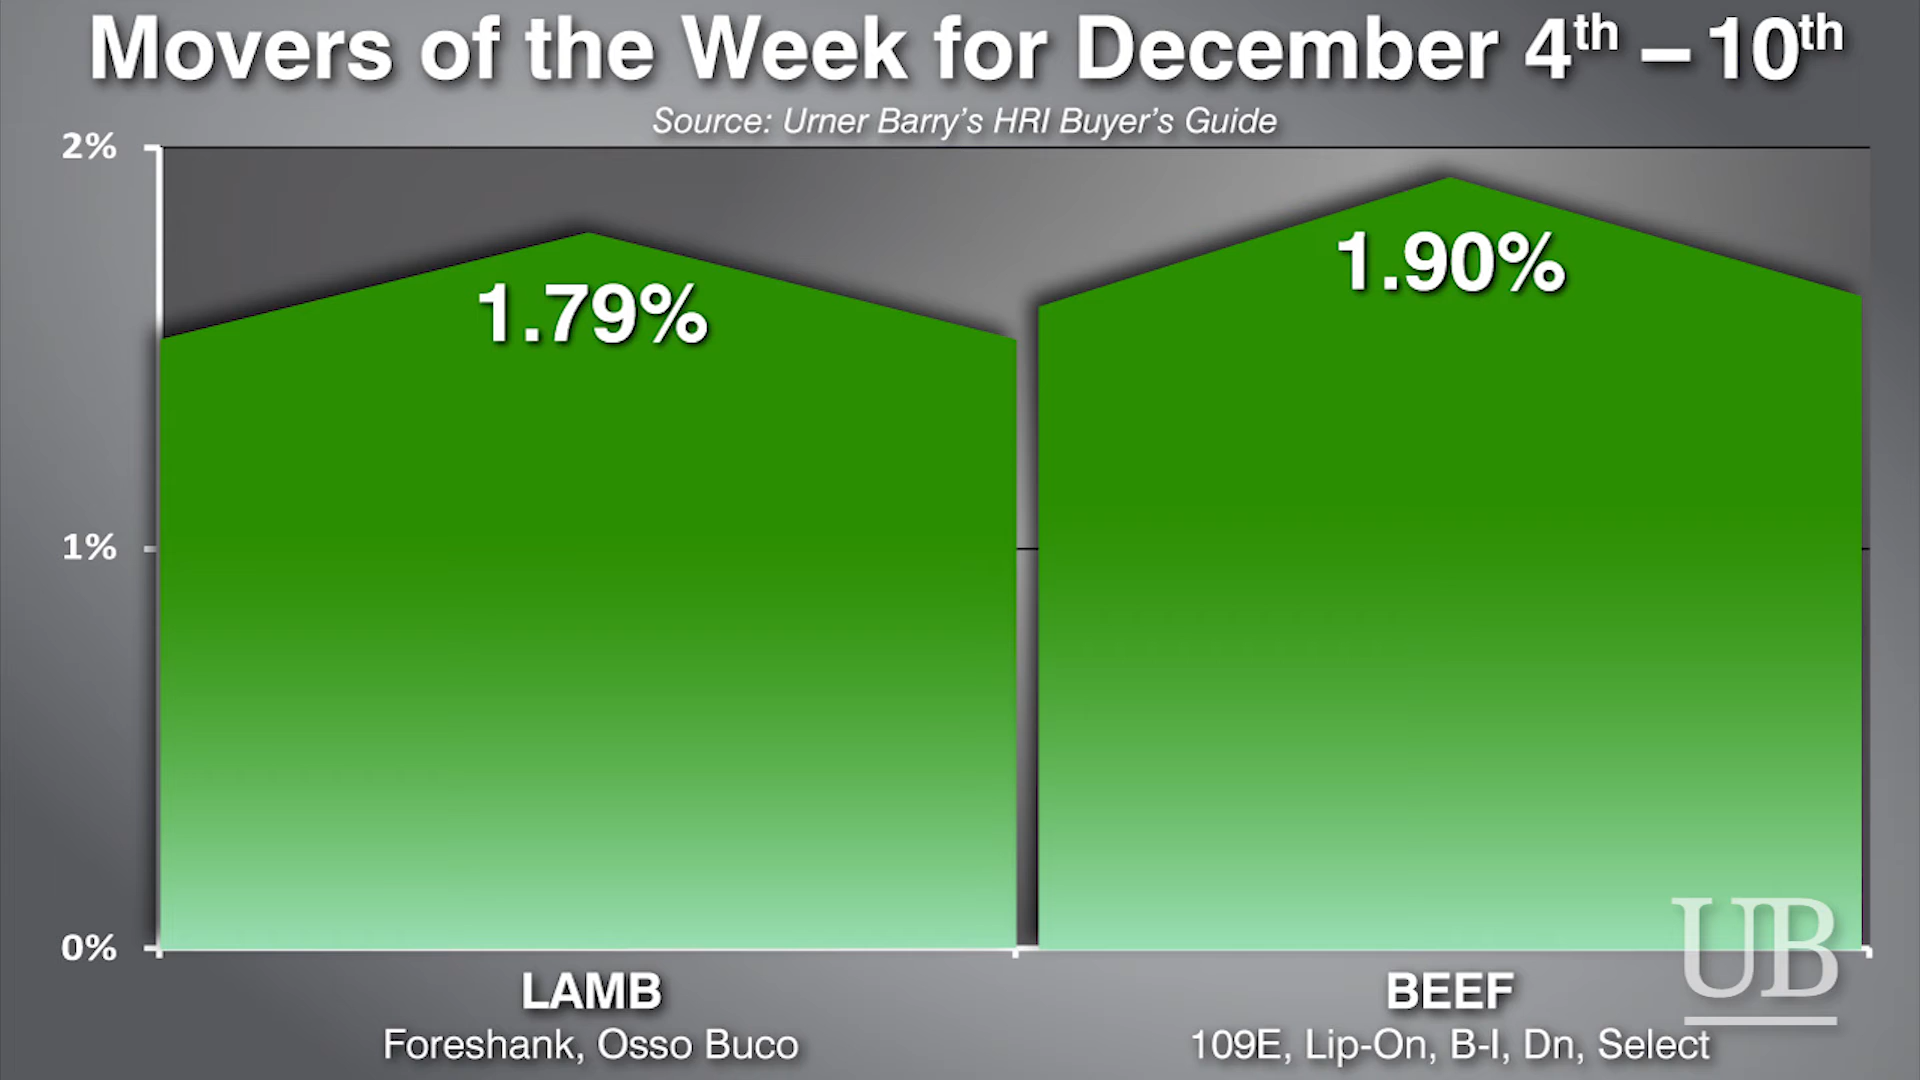 Movers of the Week for December 4th – 10th
Source: Urner Barry's HRI Buyer's Guide
2%
1.79%
1.90%
1%
0%
LAMB
Foreshank, Osso Buco
BEEF
109E, Lip-On, B-I, Dn, Select
UB